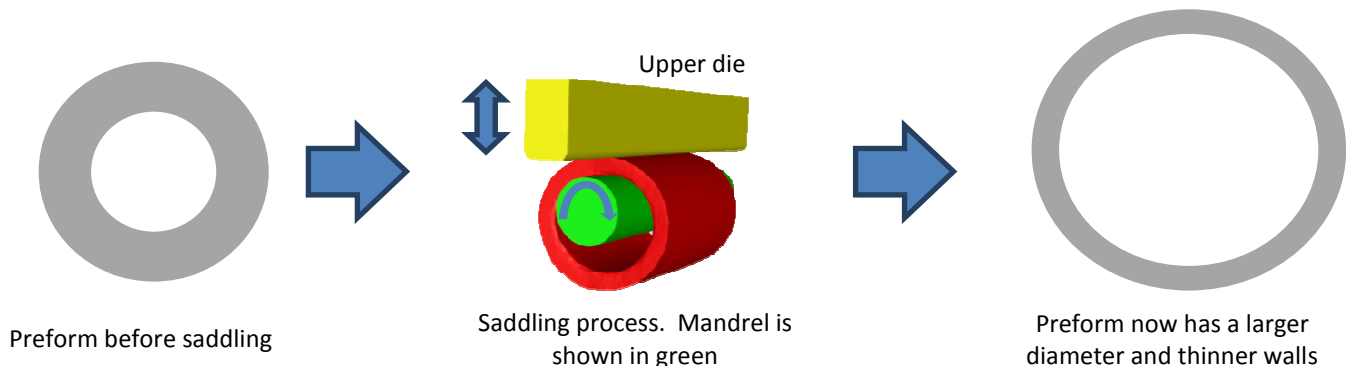 Upper die
Preform before saddling
Saddling process.  Mandrel is
shown in green
Preform now has a larger
diameter and thinner walls